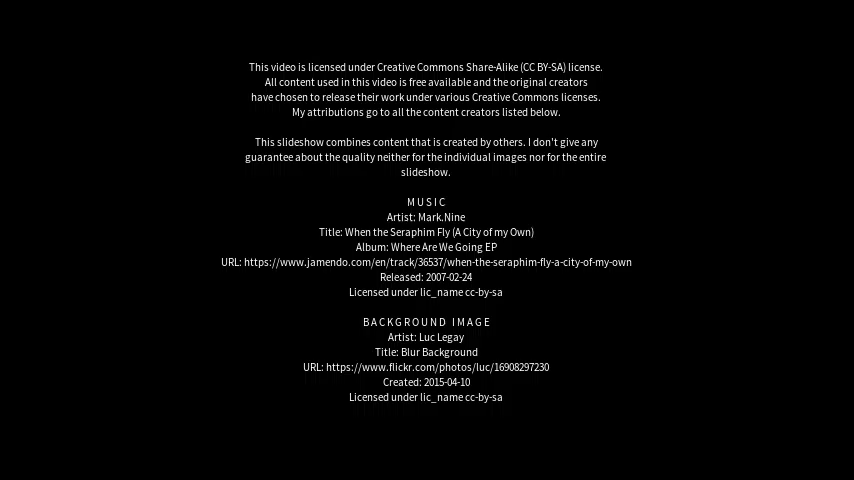 This video is licensed under Creative Commons Share-Alike (CC BY-SA) license.
All content used in this video is free available and the original creators
have chosen to release their work under various Creative Commons licenses.
My attributions go to all the content creators listed below.
This slideshow combines content that is created by others. I don't give any
guarantee about the quality neither for the individual images nor for the entire
slideshow.
MUSIC
Artist: Mark.Nine
Title: When the Seraphim Fly (A City of my Own)
Album: Where Are We Going EP
URL: https://www.jamendo.com/en/track/36537/when-the-seraphim-fly-a-city-of-my-own
Released: 2007-02-24
Licensed under lic_name cc-by-sa
BACKGROUND IMAGE
Artist: Luc Legay
Title: Blur Background
URL: https://www.flickr.com/photos/luc/16908297230
Created: 2015-04-10
Licensed under lic_name cc-by-sa